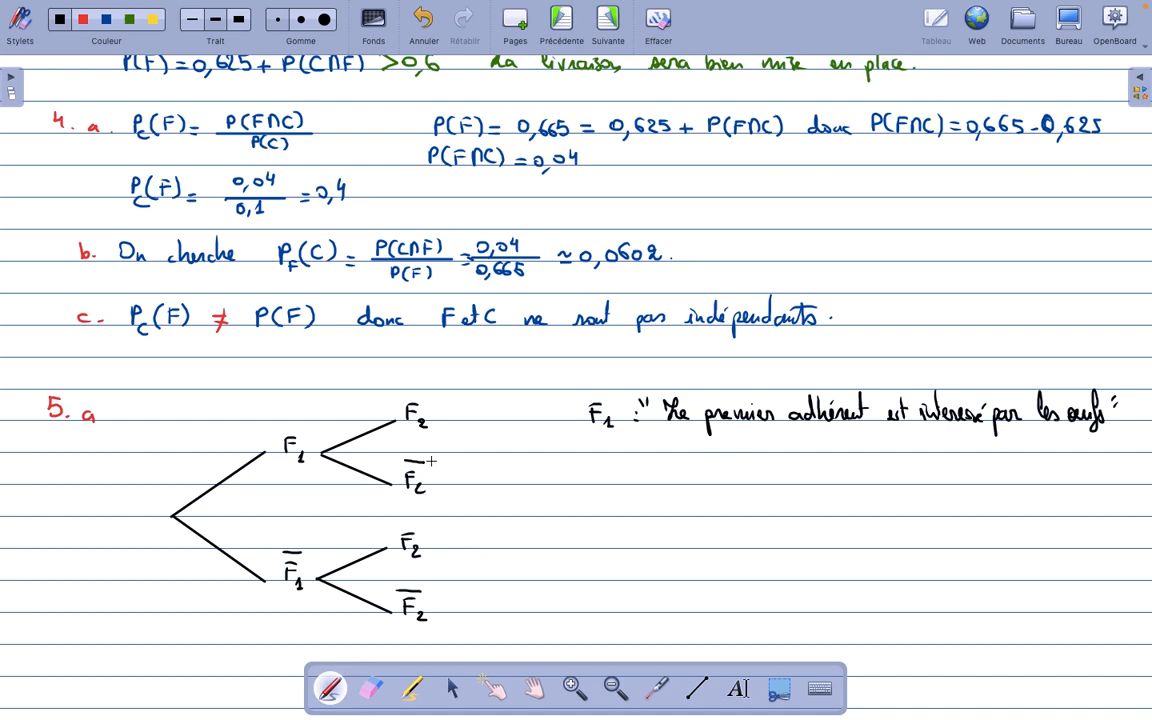 Stylets Couleur Trait Gomme Fonds Annuler Rétablir Pages Précédente Suivante Effacer Tableau Web Documents Bureau OpenBoard
P(F) = 0,625 + P(C∩F) > 0,6 La livraison sera bien mise en place.
4. a. P_C(F) = P(F∩C) / P(C) P(F) = 0,665 = 0,625 + P(F∩C) donc P(F∩C) = 0,665 - 0,625
P(F∩C) = 0,04
P_C(F) = 0,04 / 0,1 = 0,4
b. On cherche P_F(C) = P(C∩F) / P(F) = 0,04 / 0,665 ≈ 0,0602.
c. P_C(F) ≠ P(F) donc F et C ne sont pas indépendants.
5. a F₂ F₁ : "Le premier adhérent est interessé par les œufs"
F₁
F̅₂
F₂
F̅₁
F̅₂
AI